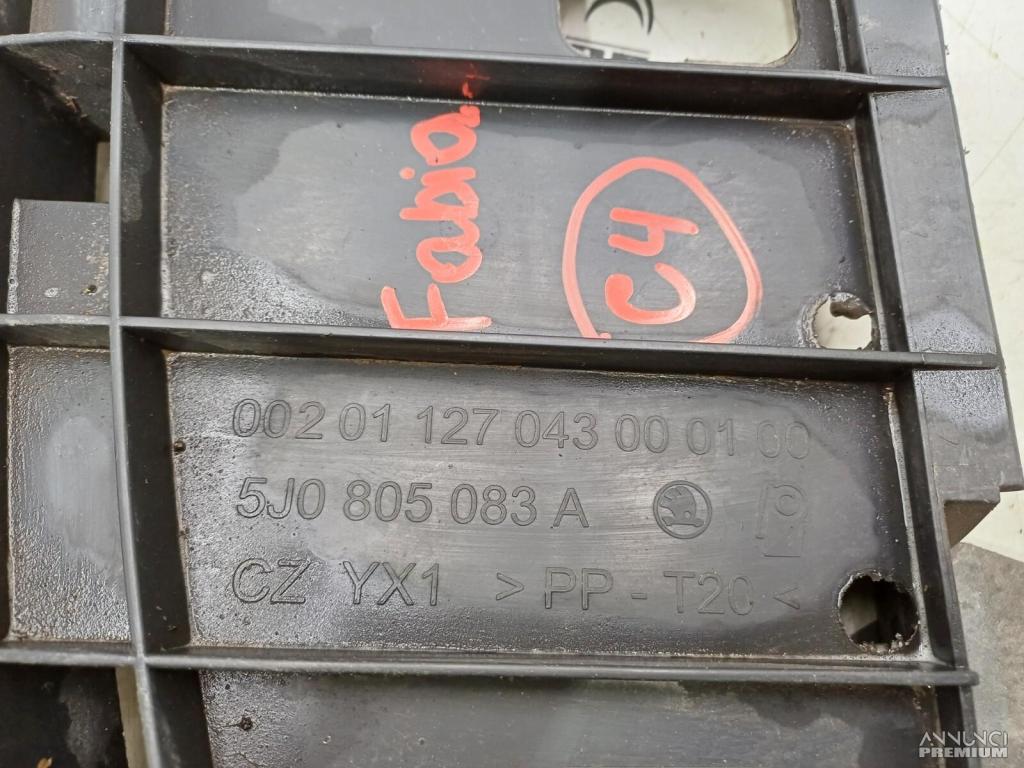 Fabia
C4
002 01 127 043 00 01 00
5J0 805 083 A
CZ YX1 > PP - T20 <
ANNUNCI
PREMIUM